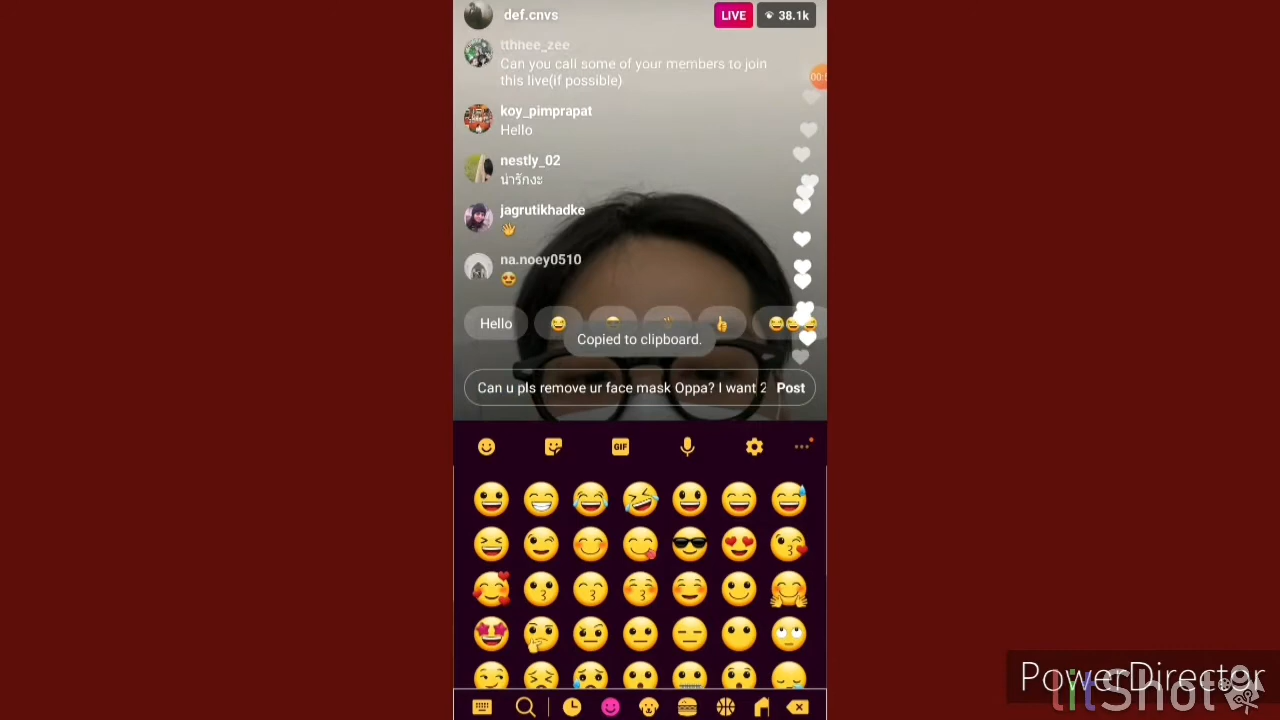 def.cnvs
LIVE
38.1k
tthhee_zee
Can you call some of your members to join
this live(if possible)
koy_pimprapat
Hello
nestly_02
น่ารักงะ
jagrutikhadke
na.noey0510
Hello
Copied to clipboard.
Can u pls remove ur face mask Oppa? I want 2
Post
GIF
PowerDirector